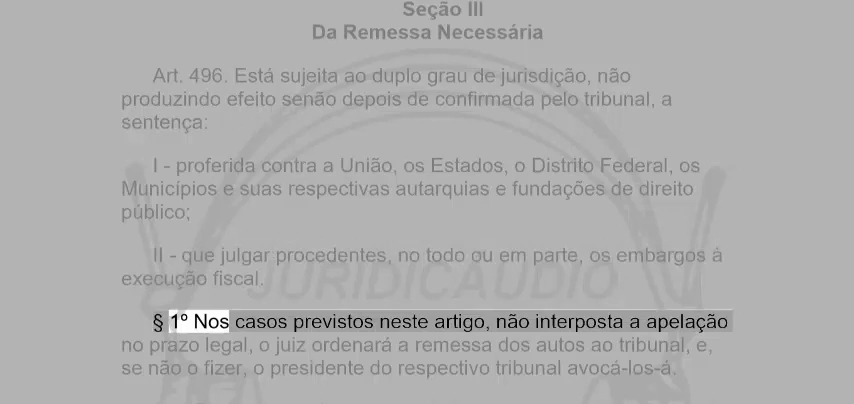 Seção III
Da Remessa Necessária
Art. 496. Está sujeita ao duplo grau de jurisdição, não
produzindo efeito senão depois de confirmada pelo tribunal, a
sentença:
I - proferida contra a União, os Estados, o Distrito Federal, os
Municípios e suas respectivas autarquias e fundações de direito
público;
II - que julgar procedentes, no todo ou em parte, os embargos à
execução fiscal.
JURIDICAUDIO
§ 1º Nos casos previstos neste artigo, não interposta a apelação
no prazo legal, o juiz ordenará a remessa dos autos ao tribunal, e,
se não o fizer, o presidente do respectivo tribunal avocá-los-á.